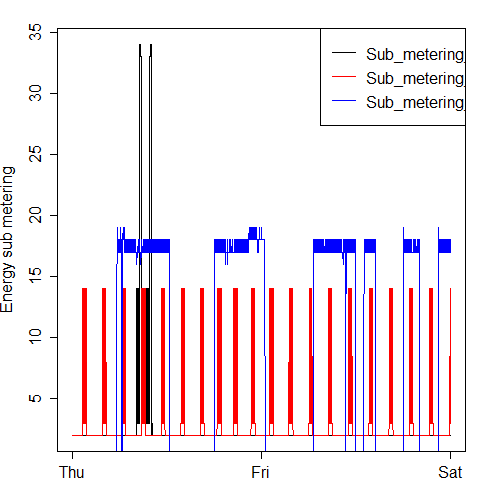 Energy sub metering
35
30
25
20
15
10
5
Sub_metering_
Sub_metering_
Sub_metering_
Thu
Fri
Sat